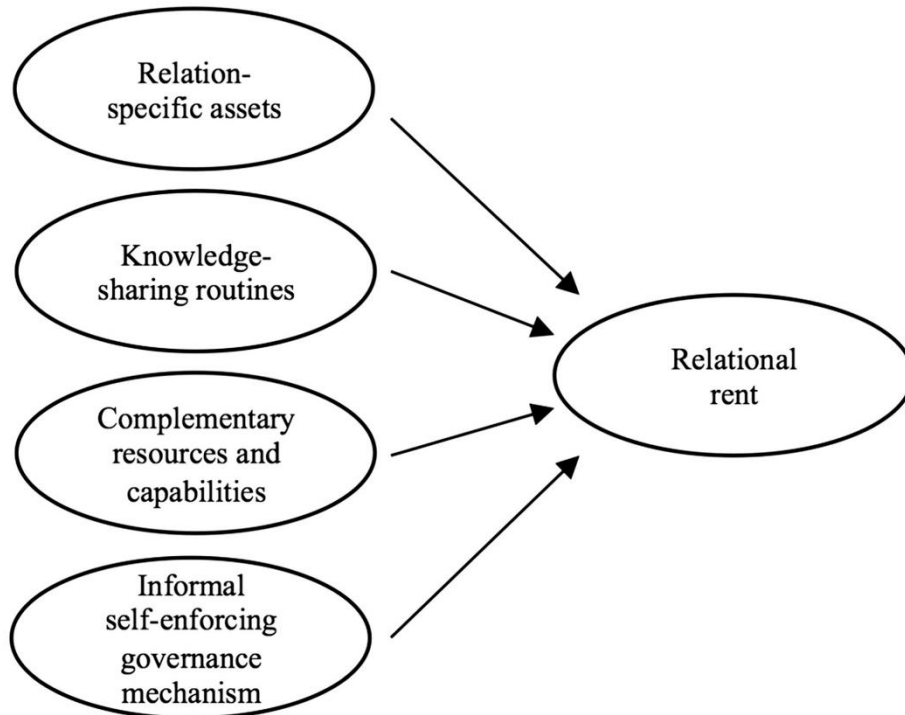 Relation-
specific assets
Knowledge-
sharing routines
Complementary
resources and
capabilities
Informal
self-enforcing
governance
mechanism
Relational
rent